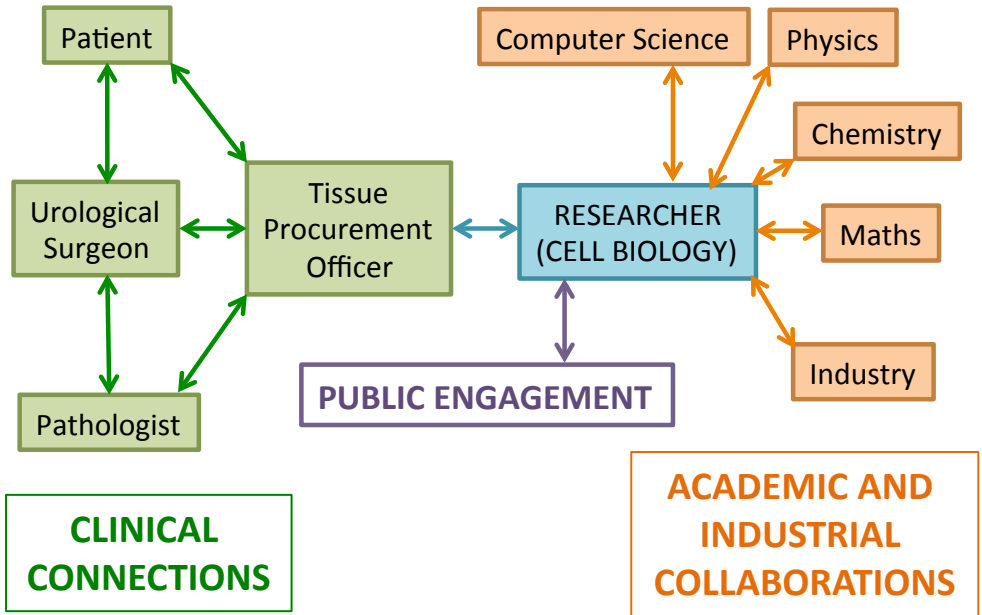 Patient
Computer Science
Physics
Chemistry
Urological
Surgeon
Tissue
Procurement
Officer
RESEARCHER
(CELL BIOLOGY)
Maths
PUBLIC ENGAGEMENT
Industry
Pathologist
CLINICAL
CONNECTIONS
ACADEMIC AND
INDUSTRIAL
COLLABORATIONS